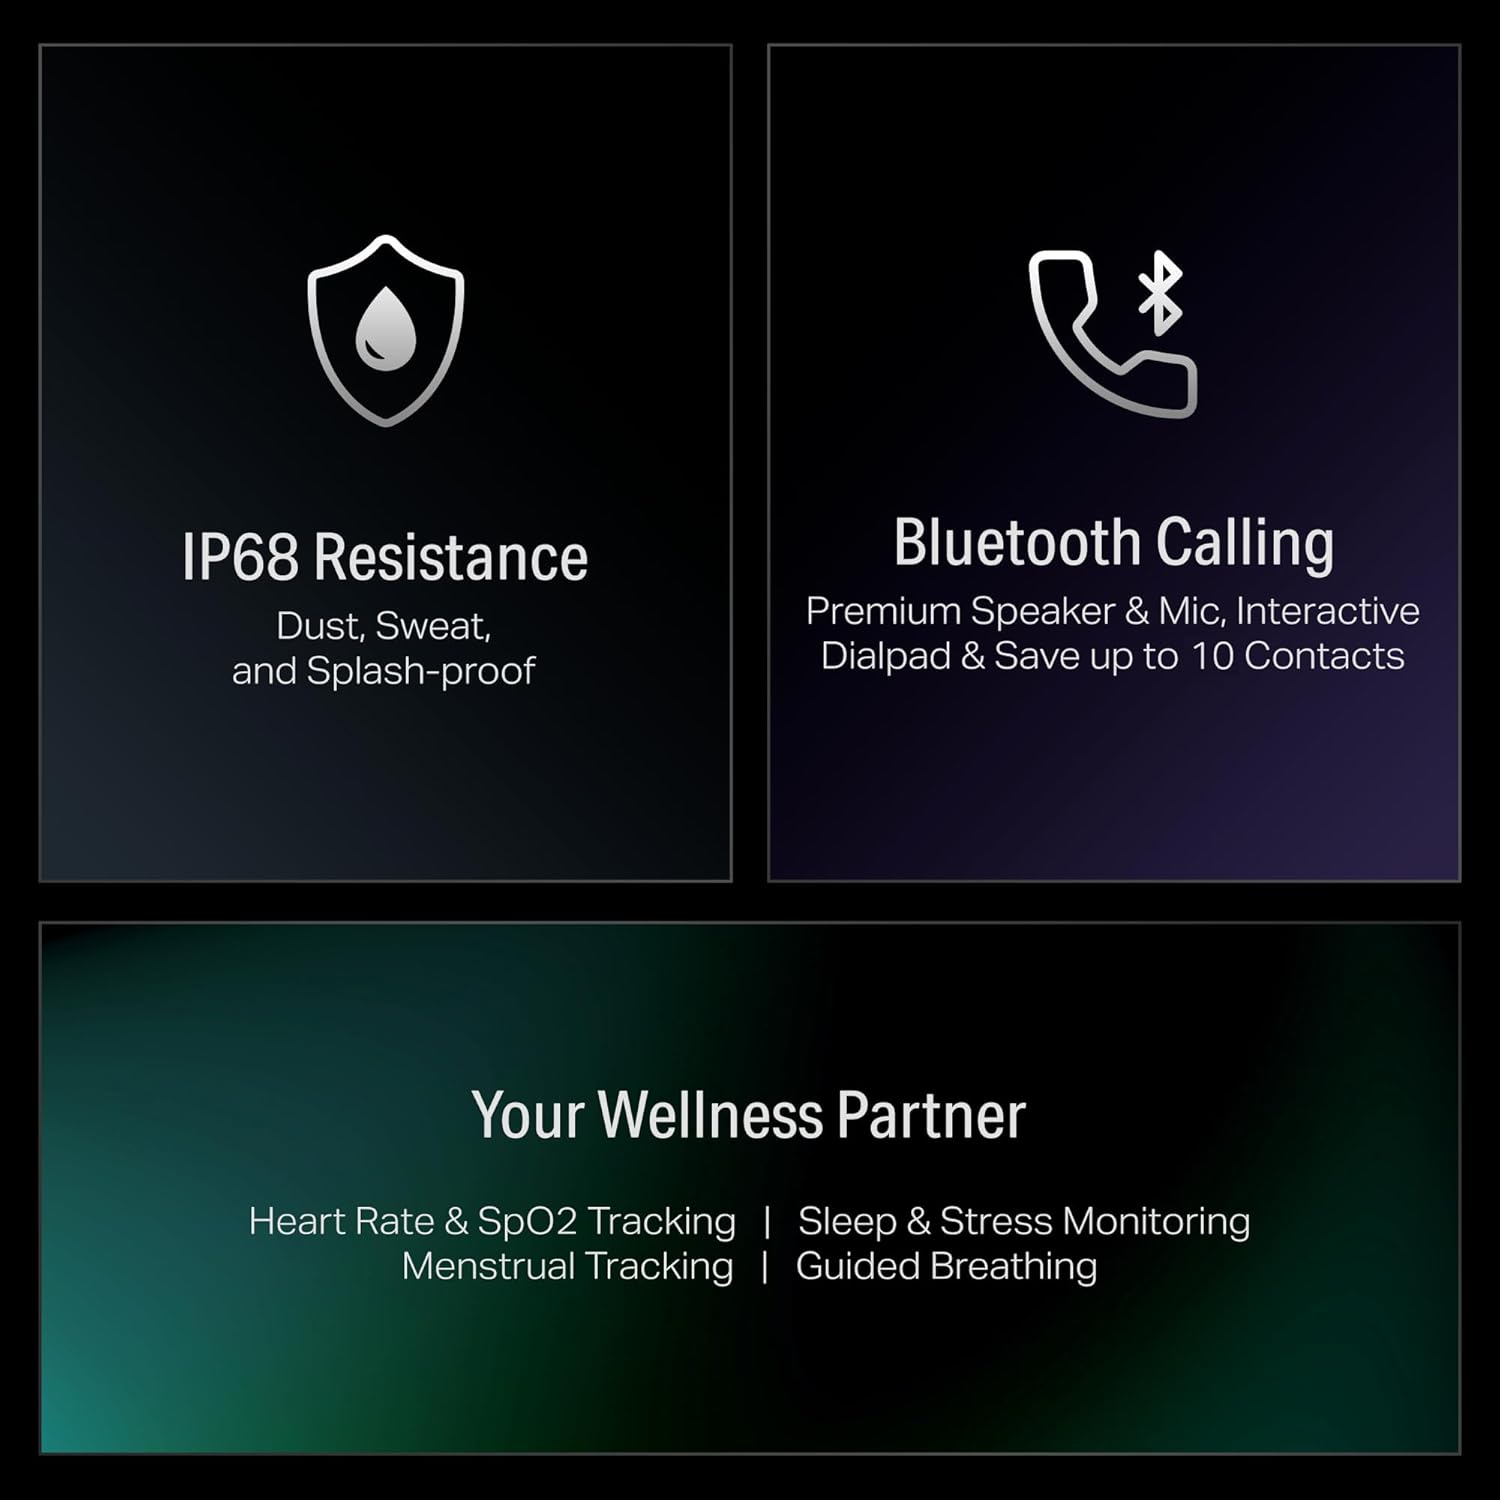 IP68 Resistance
Dust, Sweat,
and Splash-proof
Bluetooth Calling
Premium Speaker & Mic, Interactive
Dialpad & Save up to 10 Contacts
Your Wellness Partner
Heart Rate & SpO2 Tracking | Sleep & Stress Monitoring
Menstrual Tracking | Guided Breathing